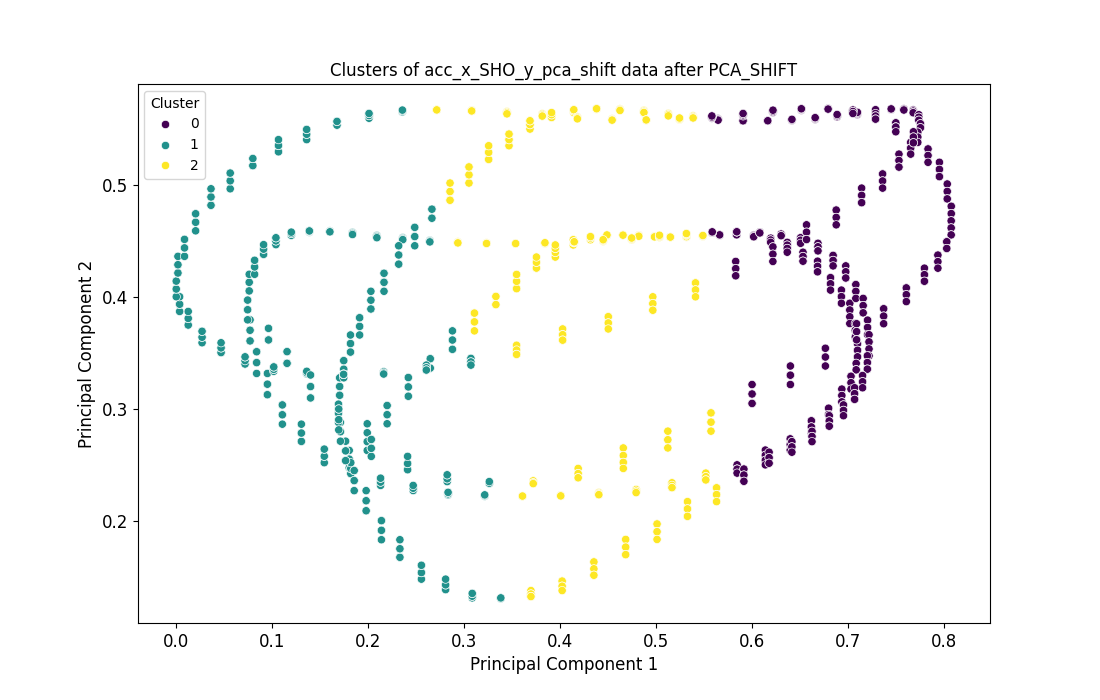 Clusters of acc_x_SHO_y_pca_shift data after PCA_SHIFT
Cluster
0
1
2
Principal Component 2
0.5
0.4
0.3
0.2
0.0 0.1 0.2 0.3 0.4 0.5 0.6 0.7 0.8
Principal Component 1